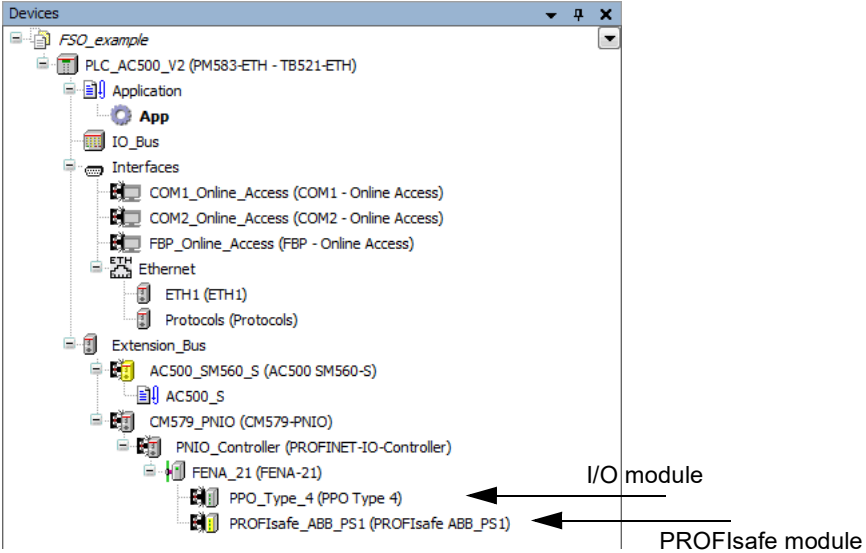 Devices
FSO_example
PLC_AC500_V2 (PM583-ETH - TB521-ETH)
Application
App
IO_Bus
Interfaces
COM1_Online_Access (COM1 - Online Access)
COM2_Online_Access (COM2 - Online Access)
FBP_Online_Access (FBP - Online Access)
ETH Ethernet
ETH1 (ETH1)
Protocols (Protocols)
Extension_Bus
AC500_SM560_S (AC500 SM560-S)
AC500_S
CM579_PNIO (CM579-PNIO)
PNIO_Controller (PROFINET-IO-Controller)
FENA_21 (FENA-21)
I/O module
PPO_Type_4 (PPO Type 4)
PROFIsafe_ABB_PS1 (PROFIsafe ABB_PS1)
PROFIsafe module